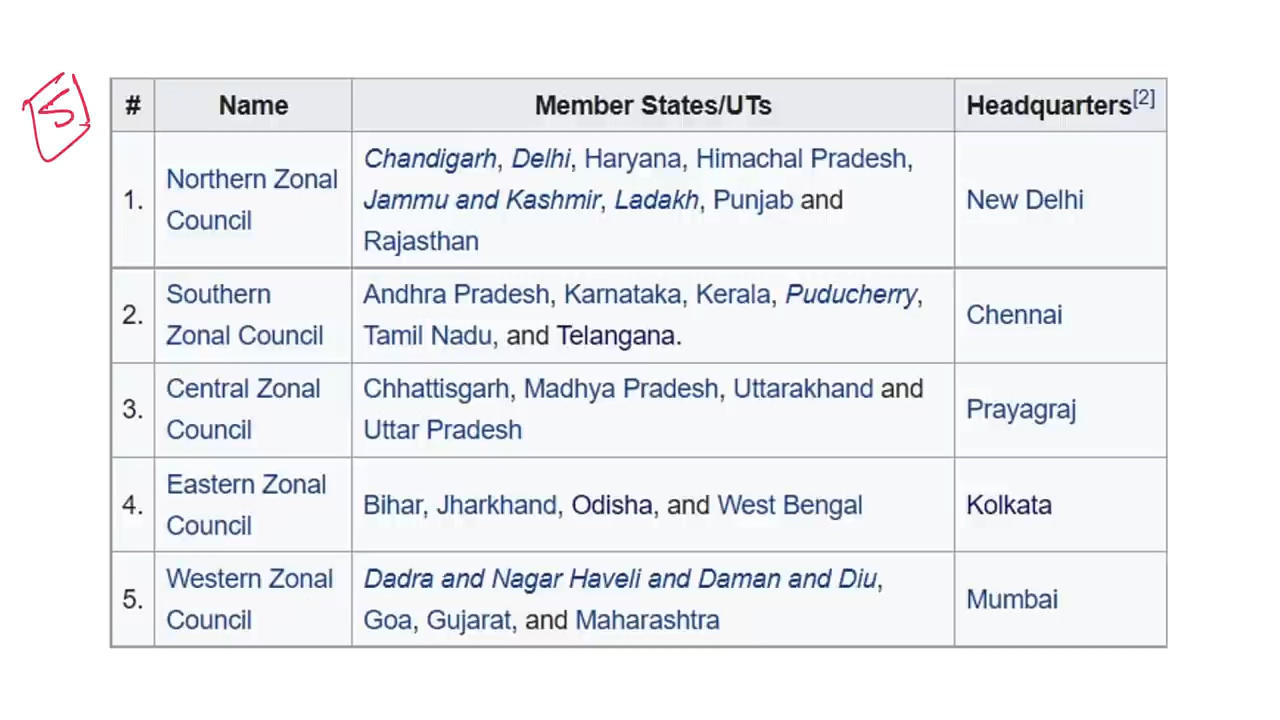 5
# Name Member States/UTs Headquarters[2]
1. Northern Zonal Council Chandigarh, Delhi, Haryana, Himachal Pradesh, Jammu and Kashmir, Ladakh, Punjab and Rajasthan New Delhi
2. Southern Zonal Council Andhra Pradesh, Karnataka, Kerala, Puducherry, Tamil Nadu, and Telangana. Chennai
3. Central Zonal Council Chhattisgarh, Madhya Pradesh, Uttarakhand and Uttar Pradesh Prayagraj
4. Eastern Zonal Council Bihar, Jharkhand, Odisha, and West Bengal Kolkata
5. Western Zonal Council Dadra and Nagar Haveli and Daman and Diu, Goa, Gujarat, and Maharashtra Mumbai